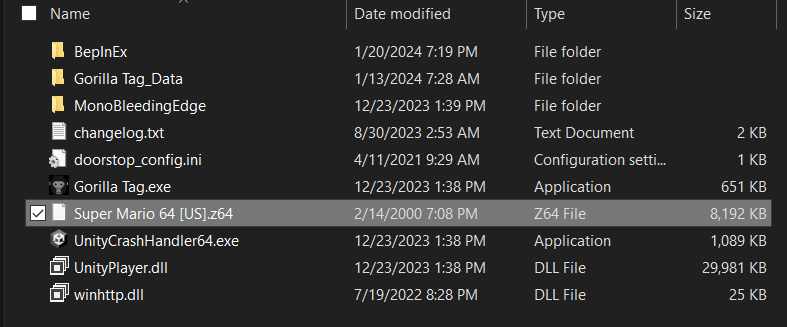 Name Date modified Type Size
BepInEx 1/20/2024 7:19 PM File folder
Gorilla Tag_Data 1/13/2024 7:28 AM File folder
MonoBleedingEdge 12/23/2023 1:39 PM File folder
changelog.txt 8/30/2023 2:53 AM Text Document 2 KB
doorstop_config.ini 4/11/2021 9:29 AM Configuration setti... 1 KB
Gorilla Tag.exe 12/23/2023 1:38 PM Application 651 KB
Super Mario 64 [US].z64 2/14/2000 7:08 PM Z64 File 8,192 KB
UnityCrashHandler64.exe 12/23/2023 1:38 PM Application 1,089 KB
UnityPlayer.dll 12/23/2023 1:38 PM DLL File 29,981 KB
winhttp.dll 7/19/2022 8:28 PM DLL File 25 KB